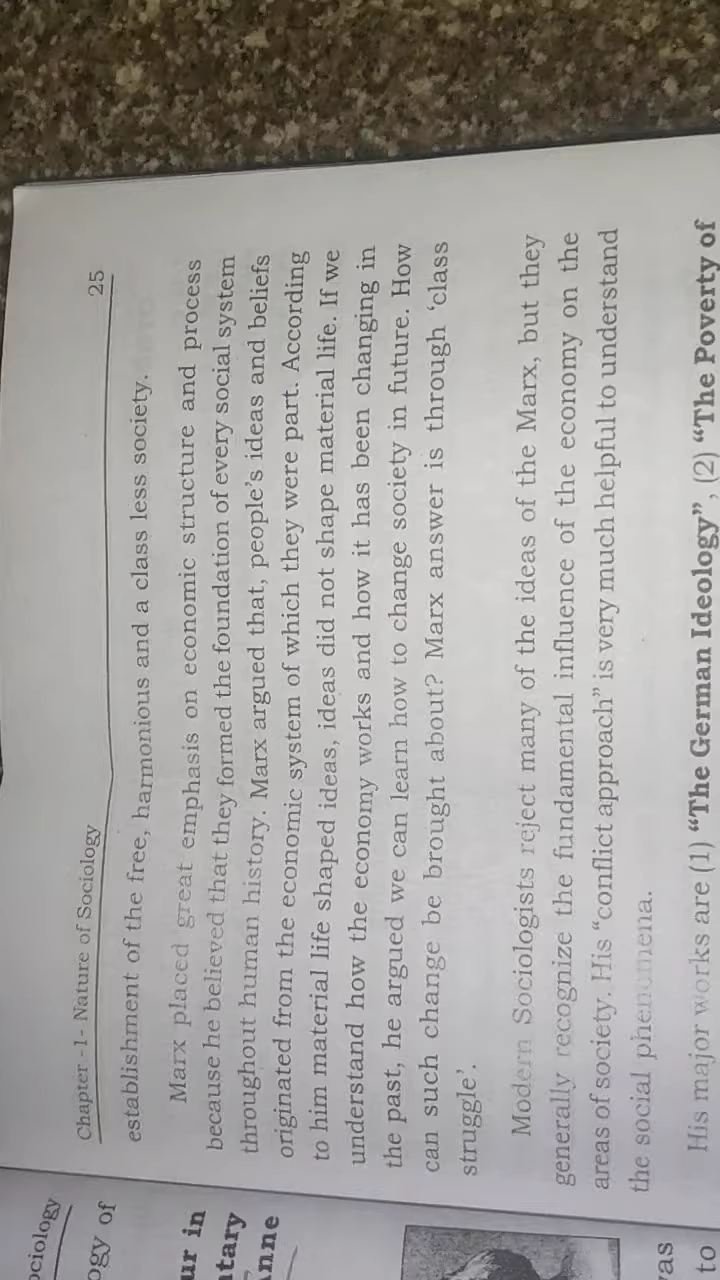 Chapter -1- Nature of Sociology 25
establishment of the free, harmonious and a class less society.
Marx placed great emphasis on economic structure and process
because he believed that they formed the foundation of every social system
throughout human history. Marx argued that, people's ideas and beliefs
originated from the economic system of which they were part. According
to him material life shaped ideas, ideas did not shape material life. If we
understand how the economy works and how it has been changing in
the past, he argued we can learn how to change society in future. How
can such change be brought about? Marx answer is through 'class
struggle'.
Modern Sociologists reject many of the ideas of the Marx, but they
generally recognize the fundamental influence of the economy on the
areas of society. His "conflict approach" is very much helpful to understand
the social phenomena.
His major works are (1) "The German Ideology", (2) "The Poverty of
ociology
ogy of
ur in
tary
nne
as
to